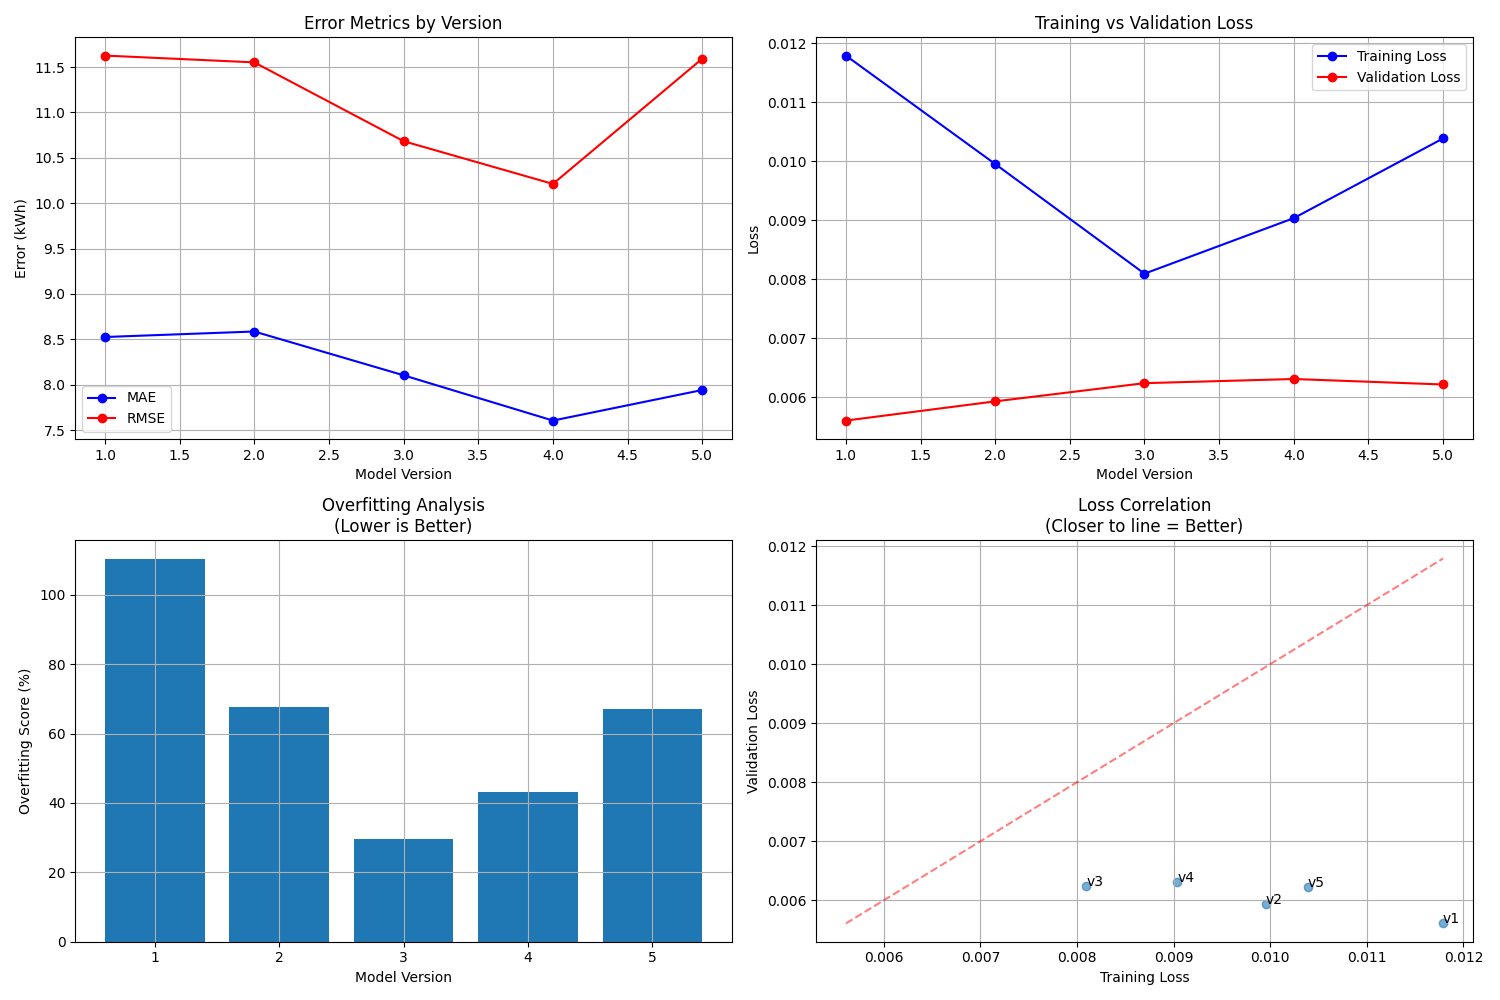 Error Metrics by Version
Error (kWh)
11.5
11.0
10.5
10.0
9.5
9.0
8.5
8.0
7.5
MAE
RMSE
1.0 1.5 2.0 2.5 3.0 3.5 4.0 4.5 5.0
Model Version
Training vs Validation Loss
Loss
0.012
0.011
0.010
0.009
0.008
0.007
0.006
Training Loss
Validation Loss
1.0 1.5 2.0 2.5 3.0 3.5 4.0 4.5 5.0
Model Version
Overfitting Analysis
(Lower is Better)
Overfitting Score (%)
100
80
60
40
20
0
1 2 3 4 5
Model Version
Loss Correlation
(Closer to line = Better)
Validation Loss
0.012
0.011
0.010
0.009
0.008
0.007
0.006
v3
v4
v2
v5
v1
0.006 0.007 0.008 0.009 0.010 0.011 0.012
Training Loss